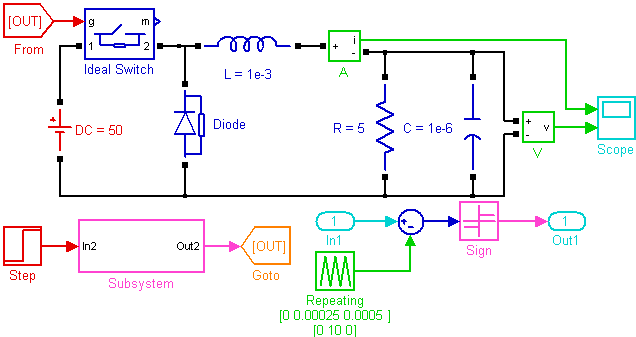 [OUT]
From
g m
1 2
Ideal Switch
L = 1e-3
+ i
-
A
+
DC = 50
Diode
R = 5
C = 1e-6
+
-
v
V
Scope
Step
In2 Out2
Subsystem
[OUT]
Goto
1
In1
+
-
Sign
1
Out1
Repeating
[0 0.00025 0.0005 ]
[0 10 0]